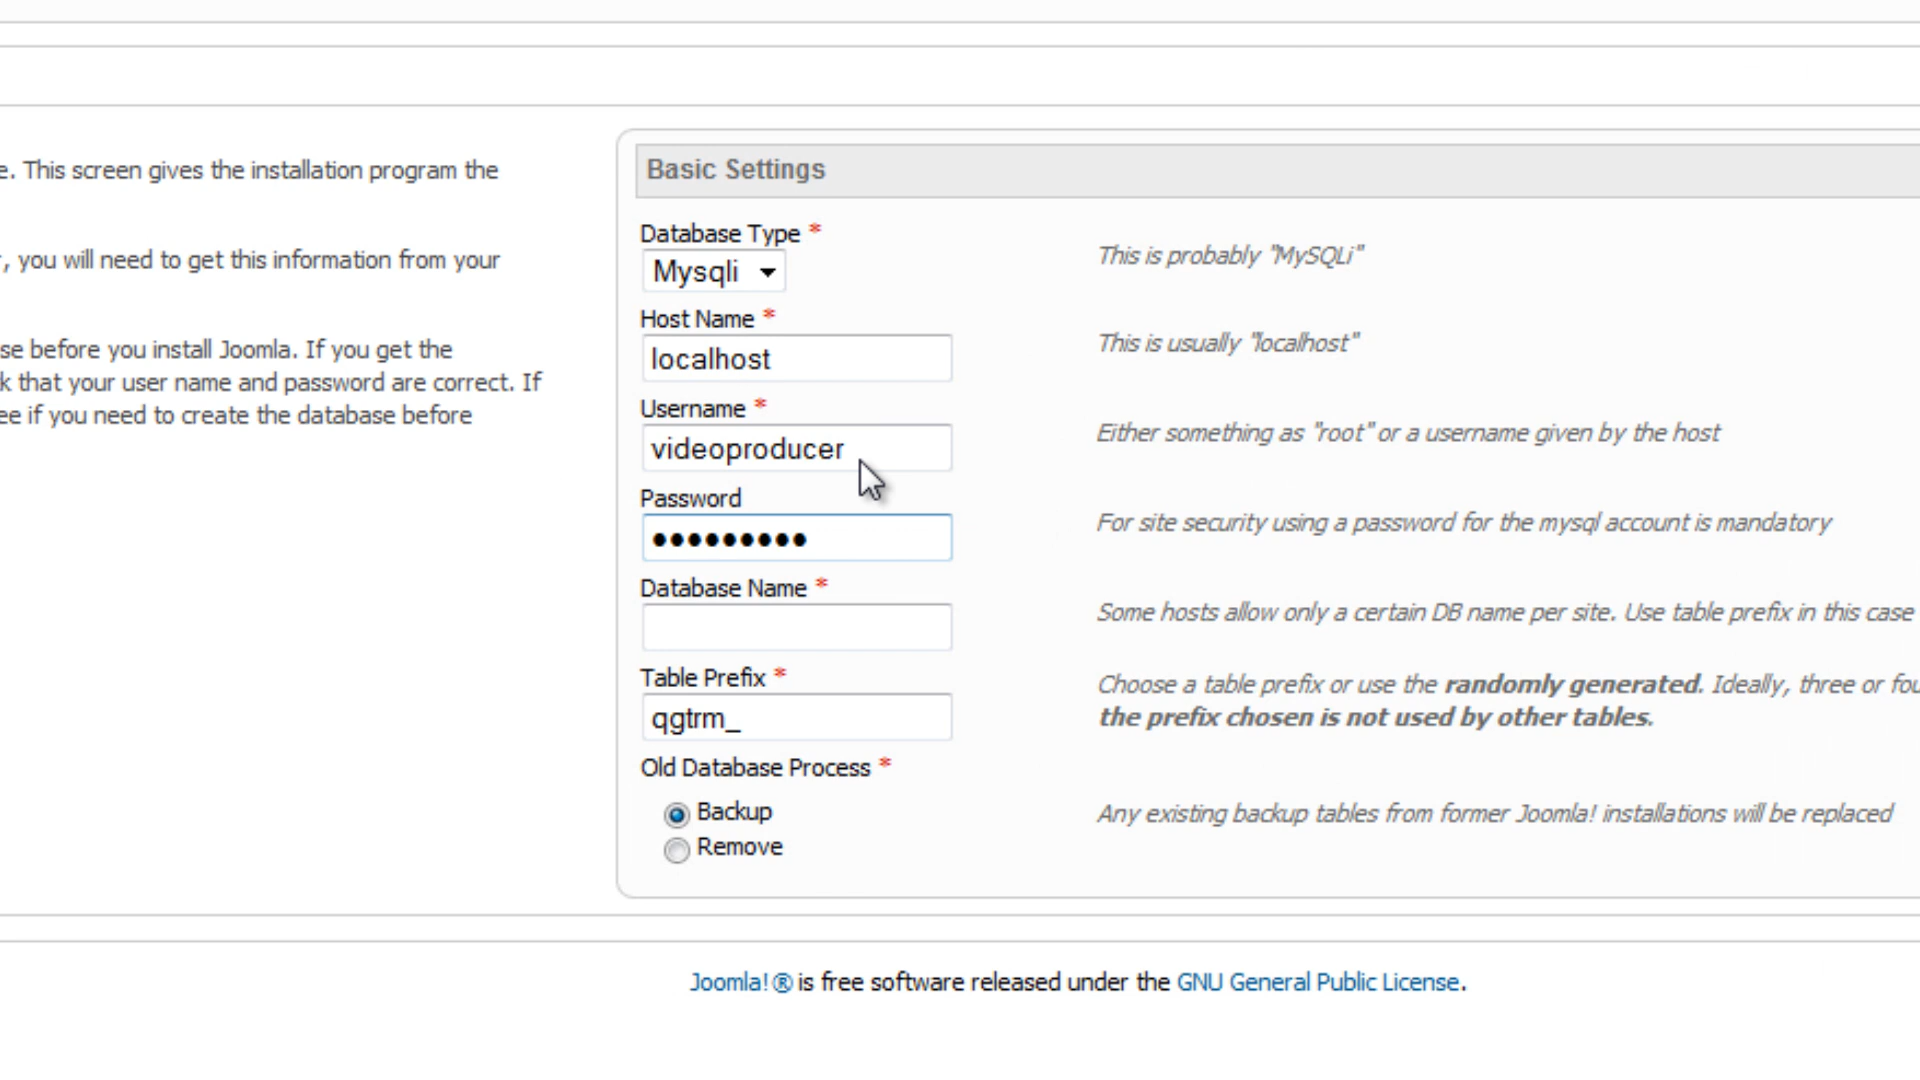 e. This screen gives the installation program the
, you will need to get this information from your
se before you install Joomla. If you get the
k that your user name and password are correct. If
ee if you need to create the database before
Basic Settings
Database Type *
Mysqli
This is probably "MySQLi"
Host Name *
localhost
This is usually "localhost"
Username *
videoproducer
Either something as "root" or a username given by the host
Password
●●●●●●●●●
For site security using a password for the mysql account is mandatory
Database Name *
Some hosts allow only a certain DB name per site. Use table prefix in this case
Table Prefix *
qgtrm_
Choose a table prefix or use the randomly generated. Ideally, three or fou
the prefix chosen is not used by other tables.
Old Database Process *
Backup
Remove
Any existing backup tables from former Joomla! installations will be replaced
Joomla!® is free software released under the GNU General Public License.